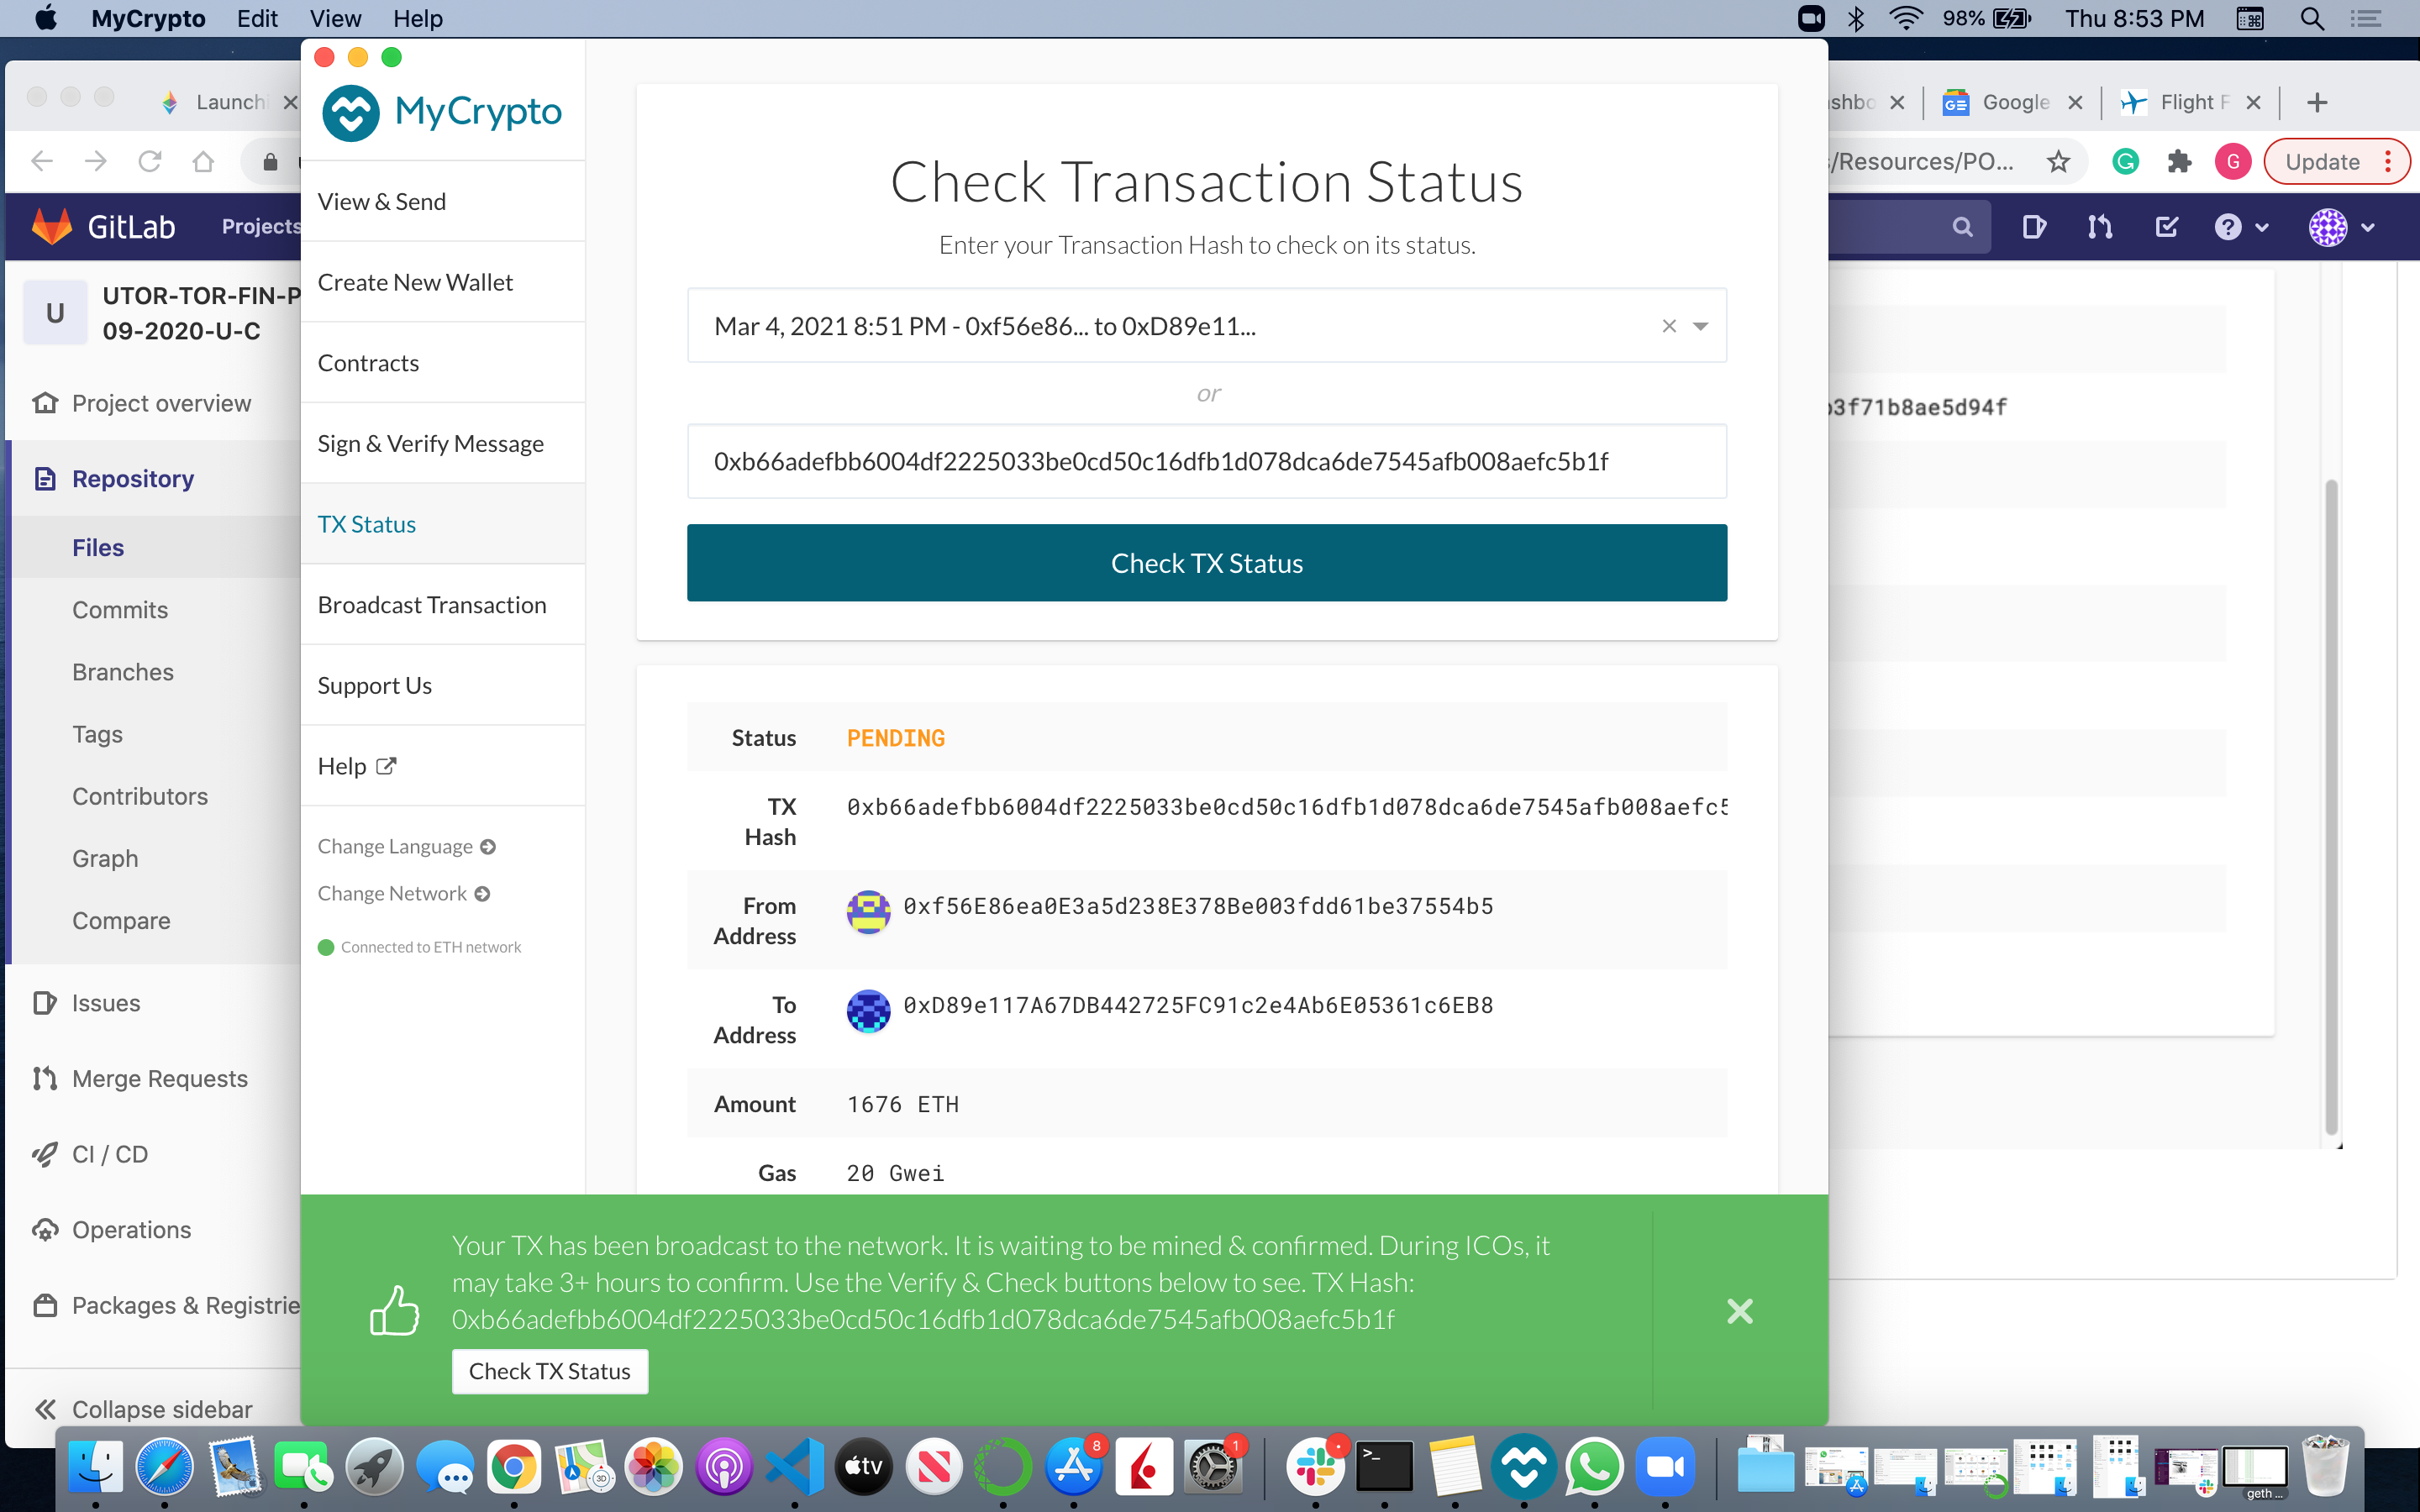 MyCrypto Edit View Help 98% Thu 8:53 PM
Launchi
shbo Google Flight F
/Resources/PO... G Update
GitLab Projects
U
UTOR-TOR-FIN-P
09-2020-U-C
Project overview
Repository
Files
Commits
Branches
Tags
Contributors
Graph
Compare
Issues
Merge Requests
CI / CD
Operations
Packages & Registrie
Collapse sidebar
MyCrypto
View & Send
Create New Wallet
Contracts
Sign & Verify Message
TX Status
Broadcast Transaction
Support Us
Help
Change Language
Change Network
Connected to ETH network
Check Transaction Status
Enter your Transaction Hash to check on its status.
Mar 4, 2021 8:51 PM - 0xf56e86... to 0xD89e11...
or
0xb66adefbb6004df2225033be0cd50c16dfb1d078dca6de7545afb008aefc5b1f
Check TX Status
Status PENDING
TX Hash 0xb66adefbb6004df2225033be0cd50c16dfb1d078dca6de7545afb008aefc5
From Address 0xf56E86ea0E3a5d238E378Be003fdd61be37554b5
To Address 0xD89e117A67DB442725FC91c2e4Ab6E05361c6EB8
Amount 1676 ETH
Gas 20 Gwei
3f71b8ae5d94f
Your TX has been broadcast to the network. It is waiting to be mined & confirmed. During ICOs, it
may take 3+ hours to confirm. Use the Verify & Check buttons below to see. TX Hash:
0xb66adefbb6004df2225033be0cd50c16dfb1d078dca6de7545afb008aefc5b1f
Check TX Status
3D
tv
8
1
geth ...